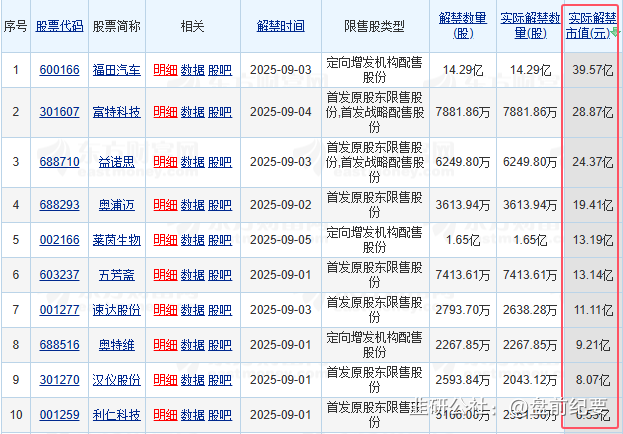 序号 股票代码 股票简称 相关 解禁时间 限售股类型 解禁数量(股) 实际解禁数量(股) 实际解禁市值(元)
1 600166 福田汽车 明细 数据 股吧 2025-09-03 定向增发机构配售股份 14.29亿 14.29亿 39.57亿
2 301607 富特科技 明细 数据 股吧 2025-09-04 首发原股东限售股份,首发战略配售股份 7881.86万 7881.86万 28.87亿
3 688710 益诺思 明细 数据 股吧 2025-09-03 首发原股东限售股份,首发战略配售股份 6249.80万 6249.80万 24.37亿
4 688293 奥浦迈 明细 数据 股吧 2025-09-02 首发原股东限售股份 3613.94万 3613.94万 19.41亿
5 002166 莱茵生物 明细 数据 股吧 2025-09-05 定向增发机构配售股份 1.65亿 1.65亿 13.19亿
6 603237 五芳斋 明细 数据 股吧 2025-09-01 首发原股东限售股份 7413.61万 7413.61万 13.14亿
7 001277 速达股份 明细 数据 股吧 2025-09-03 首发原股东限售股份 2793.70万 2638.28万 11.11亿
8 688516 奥特维 明细 数据 股吧 2025-09-01 定向增发机构配售股份 2267.85万 2267.85万 9.21亿
9 301270 汉仪股份 明细 数据 股吧 2025-09-01 首发原股东限售股份 2593.84万 2043.12万 8.07亿
10 001259 利仁科技 明细 数据 股吧 2025-09-01 首发原股东限售股份
韭研公社:@盘前纪要